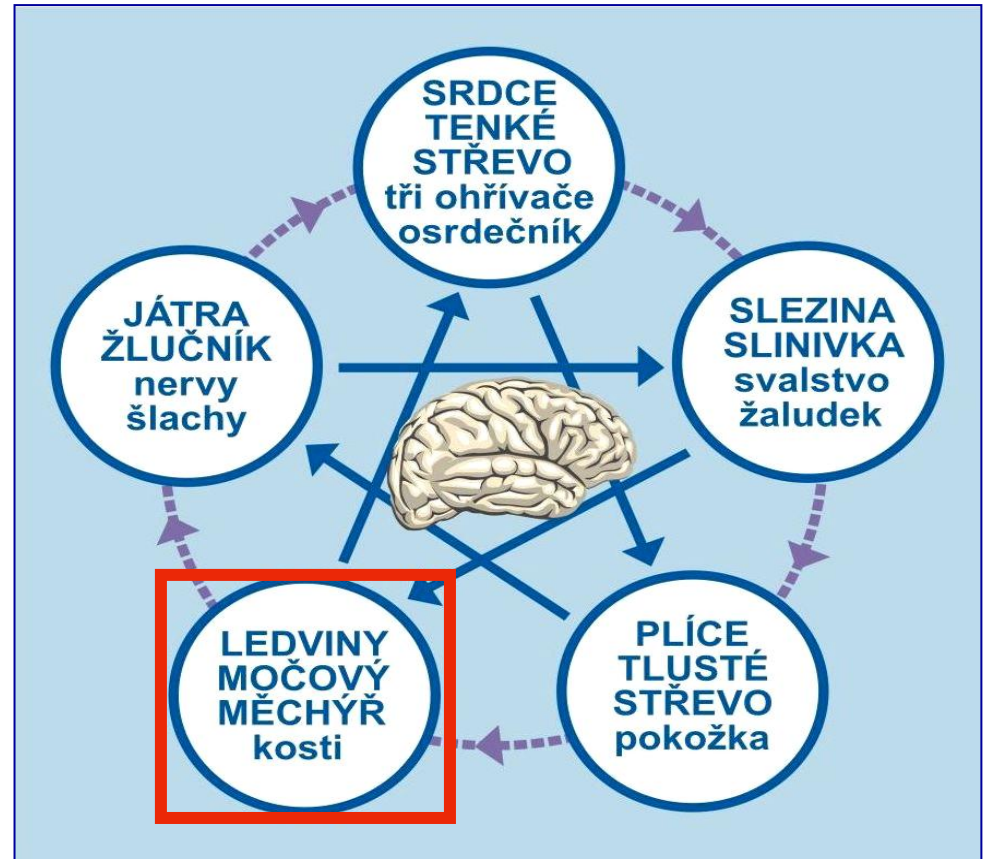 SRDCE
TENKÉ
STŘEVO
tři ohřívače
osrdečník
JÁTRA
ŽLUČNÍK
nervy
šlachy
SLEZINA
SLINIVKA
svalstvo
žaludek
LEDVINY
MOČOVÝ
MĚCHÝŘ
kosti
PLÍCE
TLUSTÉ
STŘEVO
pokožka